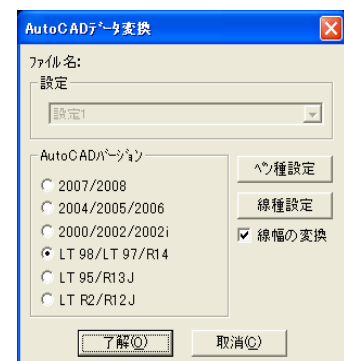 AutoCADﾃﾞｰﾀ変換
ﾌｧｲﾙ名:
設定
設定1
AutoCADﾊﾞｰｼﾞｮﾝ
2007/2008
2004/2005/2006
2000/2002/2002i
LT 98/LT 97/R14
LT 95/R13J
LT R2/R12J
ﾍﾟﾝ種設定
線種設定
線幅の変換
了解(O)
取消(C)